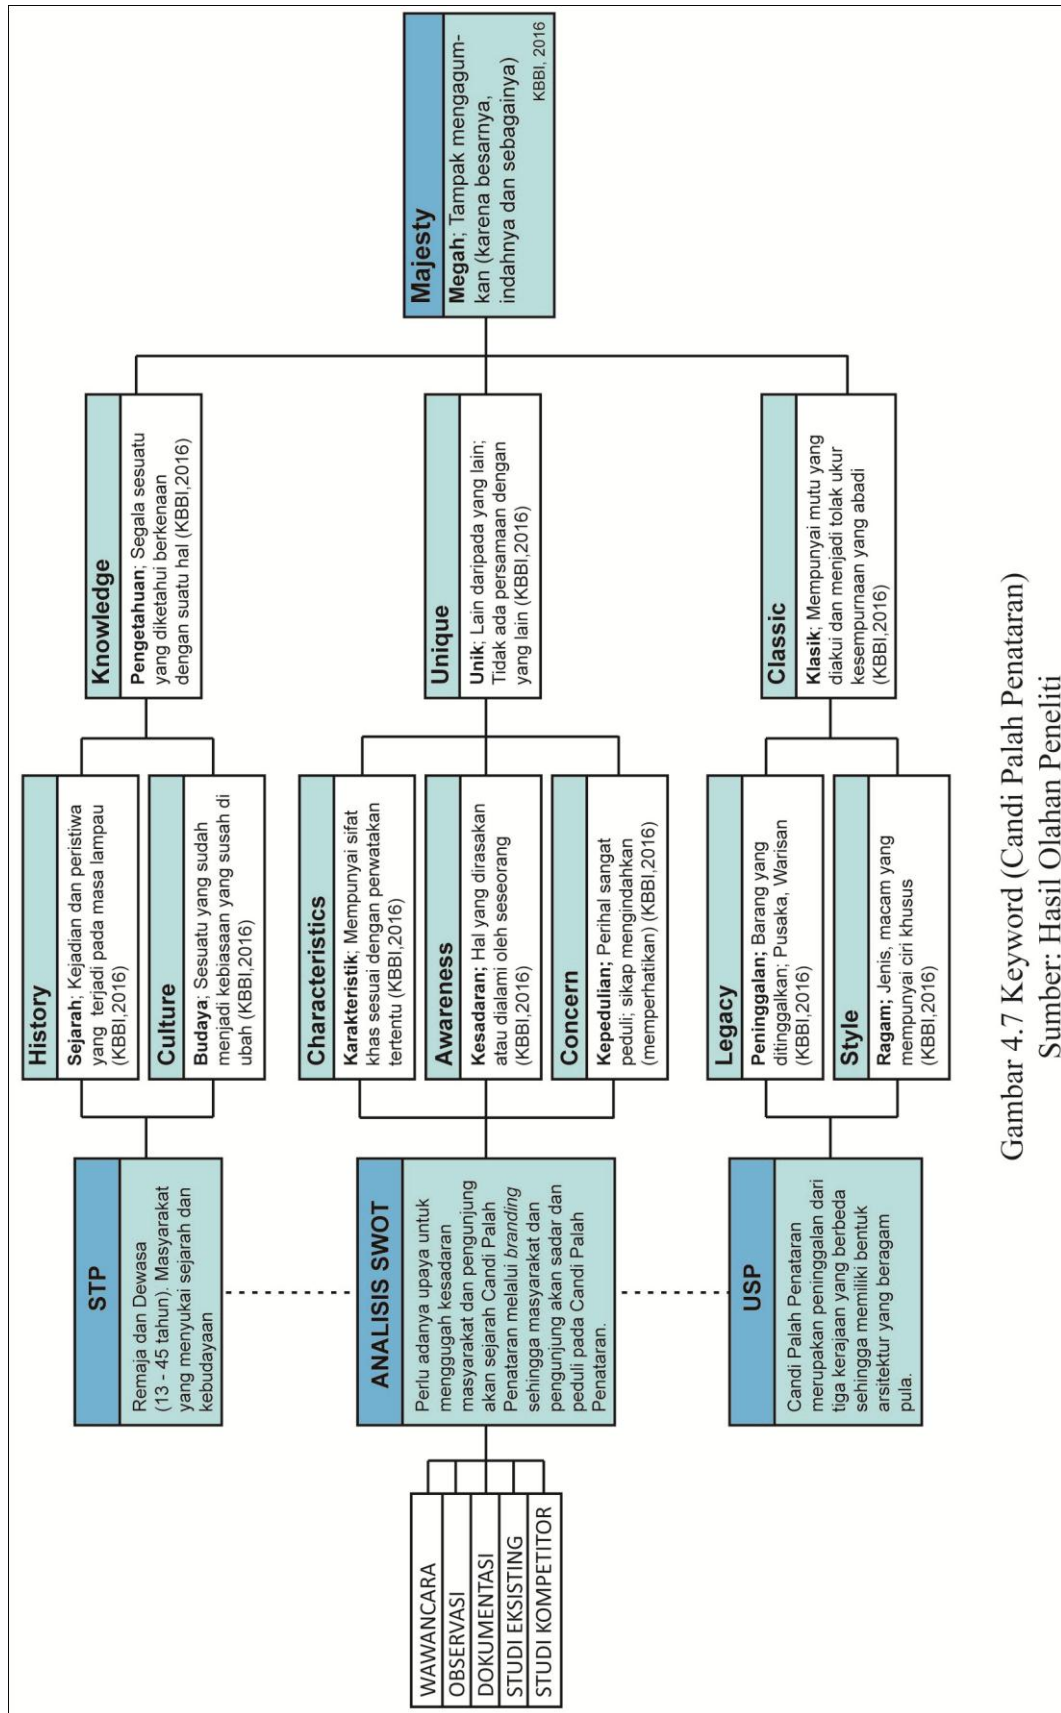 WAWANCARA
OBSERVASI
DOKUMENTASI
STUDI EKSISTING
STUDI KOMPETITOR
STP
Remaja dan Dewasa
(13 - 45 tahun). Masyarakat
yang menyukai sejarah dan
kebudayaan
ANALISIS SWOT
Perlu adanya upaya untuk
menggugah kesadaran
masyarakat dan pengunjung
akan sejarah Candi Palah
Penataran melalui branding
sehingga masyarakat dan
pengunjung akan sadar dan
peduli pada Candi Palah
Penataran.
USP
Candi Palah Penataran
merupakan peninggalan dari
tiga kerajaan yang berbeda
sehingga memiliki bentuk
arsitektur yang beragam
pula.
History
Sejarah; Kejadian dan peristiwa
yang terjadi pada masa lampau
(KBBI,2016)
Culture
Budaya; Sesuatu yang sudah
menjadi kebiasaan yang susah di
ubah (KBBI,2016)
Characteristics
Karakteristik; Mempunyai sifat
khas sesuai dengan perwatakan
tertentu (KBBI,2016)
Awareness
Kesadaran; Hal yang dirasakan
atau dialami oleh seseorang
(KBBI,2016)
Concern
Kepedulian; Perihal sangat
peduli; sikap mengindahkan
(memperhatikan) (KBBI,2016)
Legacy
Peninggalan; Barang yang
ditinggalkan; Pusaka, Warisan
(KBBI,2016)
Style
Ragam; Jenis, macam yang
mempunyai ciri khusus
(KBBI,2016)
Knowledge
Pengetahuan; Segala sesuatu
yang diketahui berkenaan
dengan suatu hal (KBBI,2016)
Unique
Unik; Lain daripada yang lain;
Tidak ada persamaan dengan
yang lain (KBBI,2016)
Classic
Klasik; Mempunyai mutu yang
diakui dan menjadi tolak ukur
kesempurnaan yang abadi
(KBBI,2016)
Majesty
Megah; Tampak mengagum-
kan (karena besarnya,
indahnya dan sebagainya)
KBBI, 2016
Gambar 4.7 Keyword (Candi Palah Penataran)
Sumber: Hasil Olahan Peneliti